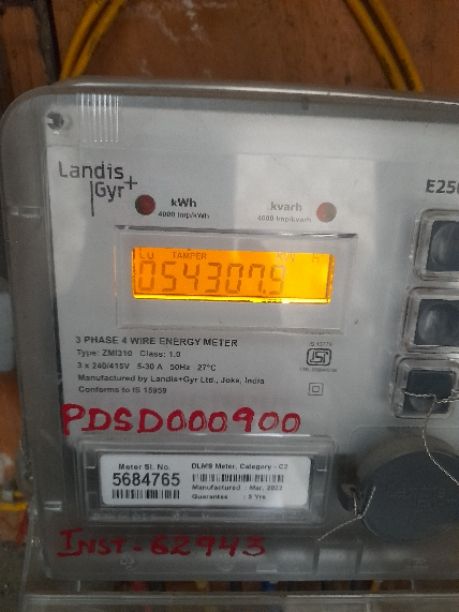 Landis
Gyr+
E250
kWh
4000 Imp/kWh
kvarh
4000 Imp/kvarh
TAMPER
054307.9
3 PHASE 4 WIRE ENERGY METER
Type: ZMI310 Class: 1.0
3 x 240/415V 5-30 A 50Hz 27°C
Manufactured by Landis+Gyr Ltd., Joka, India
Conforms to IS 15959
PDSD000900
Meter Sl. No.
5684765
DLMS Meter, Category - C2
Manufactured : Mar, 2022
Guarantee : 5 Yrs
INST-62943